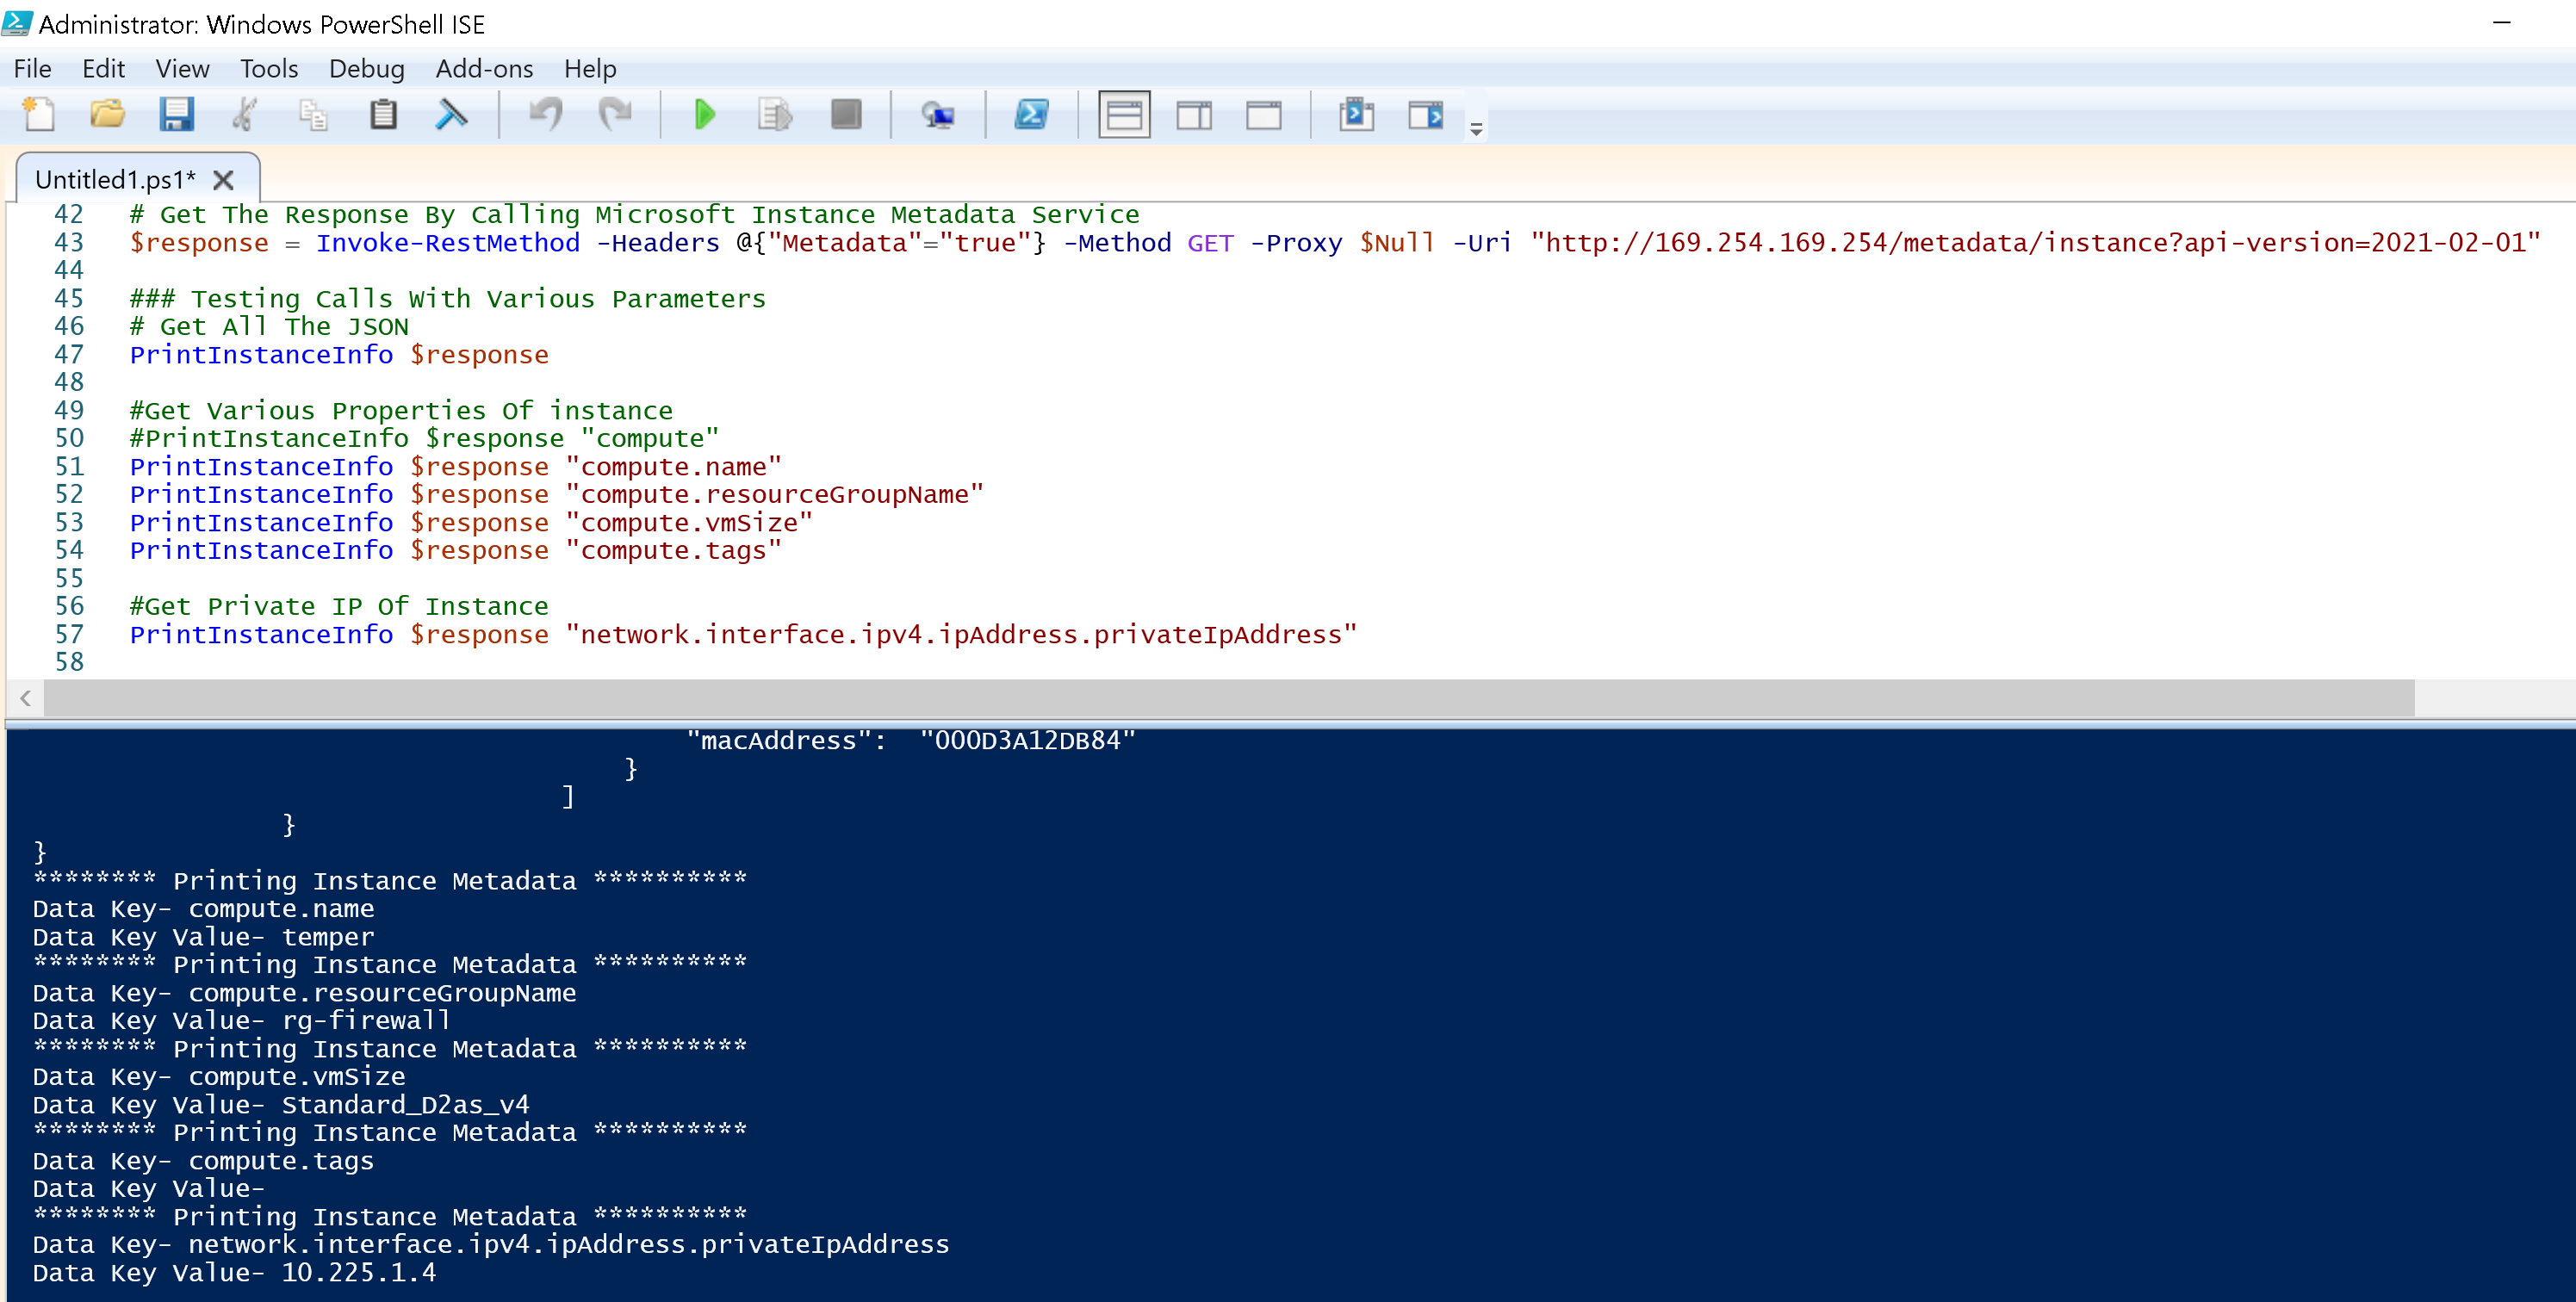 Administrator: Windows PowerShell ISE
File Edit View Tools Debug Add-ons Help
Untitled1.ps1*
42 # Get The Response By Calling Microsoft Instance Metadata Service
43 $response = Invoke-RestMethod -Headers @{"Metadata"="true"} -Method GET -Proxy $Null -Uri "http://169.254.169.254/metadata/instance?api-version=2021-02-01"
44
45 ### Testing Calls With Various Parameters
46 # Get All The JSON
47 PrintInstanceInfo $response
48
49 #Get Various Properties Of instance
50 #PrintInstanceInfo $response "compute"
51 PrintInstanceInfo $response "compute.name"
52 PrintInstanceInfo $response "compute.resourceGroupName"
53 PrintInstanceInfo $response "compute.vmSize"
54 PrintInstanceInfo $response "compute.tags"
55
56 #Get Private IP Of Instance
57 PrintInstanceInfo $response "network.interface.ipv4.ipAddress.privateIpAddress"
58
"macAddress":  "000D3A12DB84"
}
]
}
}
******** Printing Instance Metadata **********
Data Key- compute.name
Data Key Value- temper
******** Printing Instance Metadata **********
Data Key- compute.resourceGroupName
Data Key Value- rg-firewall
******** Printing Instance Metadata **********
Data Key- compute.vmSize
Data Key Value- Standard_D2as_v4
******** Printing Instance Metadata **********
Data Key- compute.tags
Data Key Value-
******** Printing Instance Metadata **********
Data Key- network.interface.ipv4.ipAddress.privateIpAddress
Data Key Value- 10.225.1.4